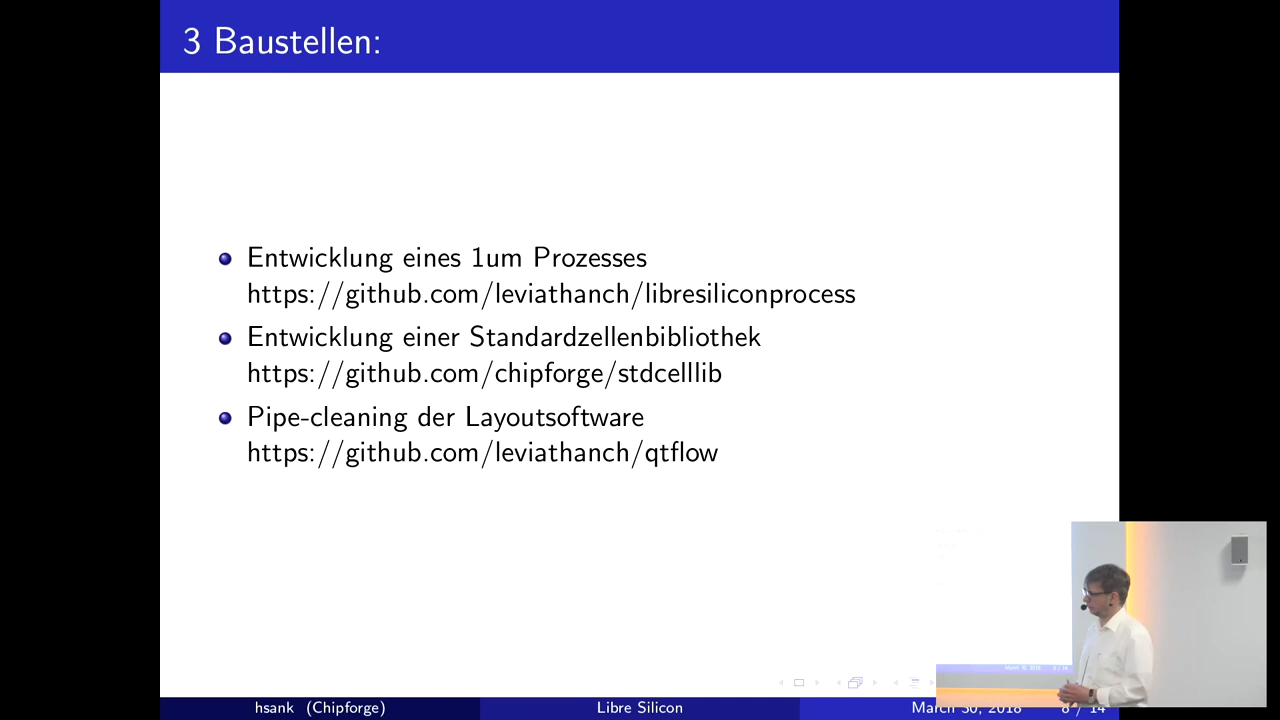 3 Baustellen:
Entwicklung eines 1um Prozesses
https://github.com/leviathanch/libresiliconprocess
Entwicklung einer Standardzellenbibliothek
https://github.com/chipforge/stdcelllib
Pipe-cleaning der Layoutsoftware
https://github.com/leviathanch/qtflow
hsank (Chipforge) Libre Silicon March 30, 2018 8 / 14